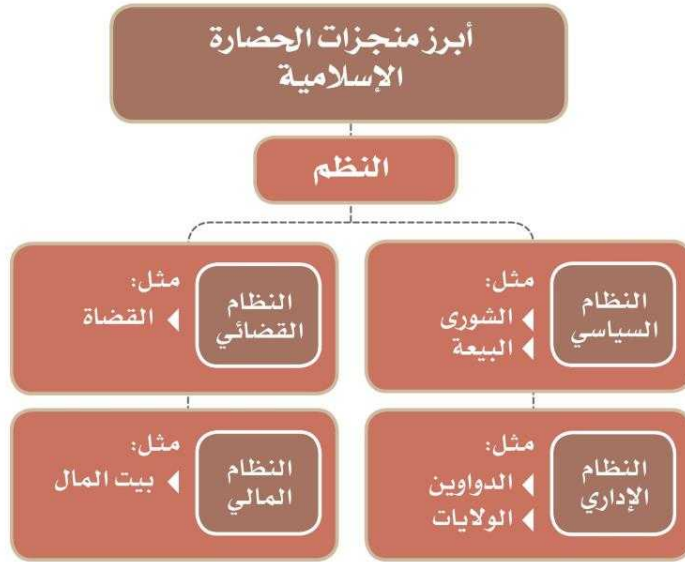 أبرز منجزات الحضارة
الإسلامية
النظم
النظام
السياسي
مثل:
الشورى
البيعة
النظام
القضائي
مثل:
القضاة
النظام
الإداري
مثل:
الدواوين
الولايات
النظام
المالي
مثل:
بيت المال